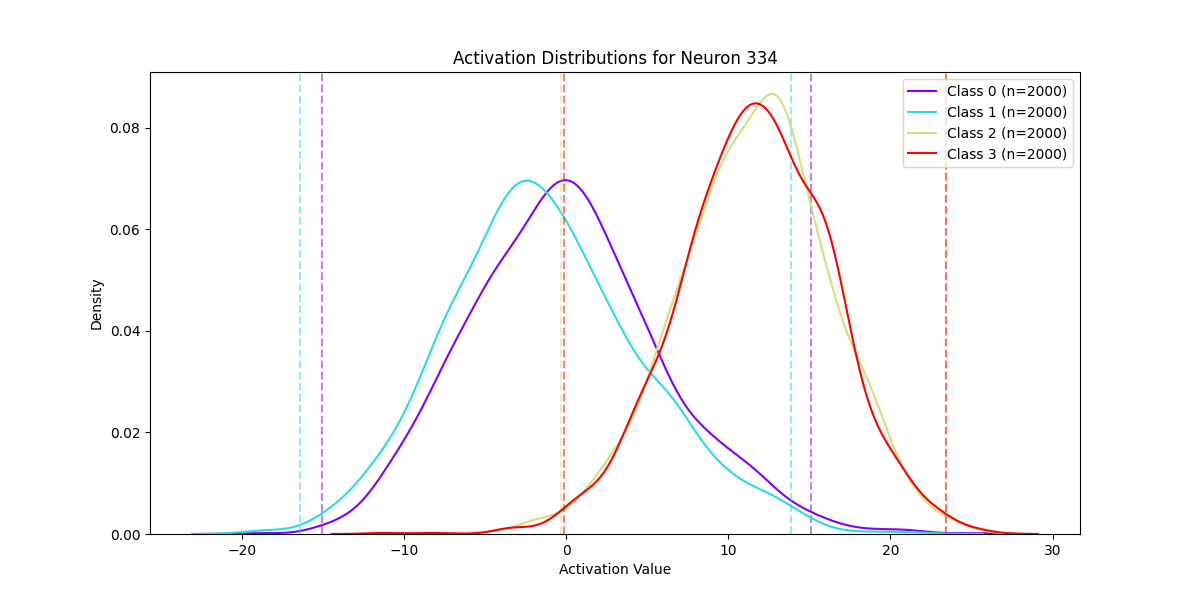 Activation Distributions for Neuron 334
Class 0 (n=2000)
Class 1 (n=2000)
Class 2 (n=2000)
Class 3 (n=2000)
Density
0.08
0.06
0.04
0.02
0.00
−20
−10
0
10
20
30
Activation Value